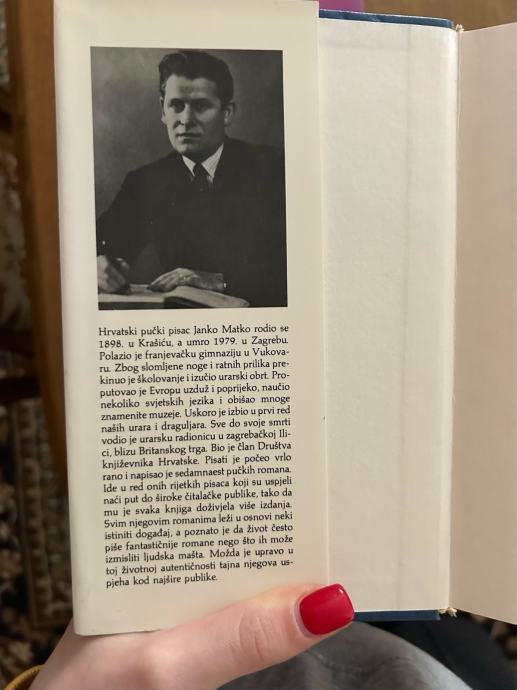 Hrvatski pučki pisac Janko Matko rodio se
1898. u Krašiću, a umro 1979. u Zagrebu.
Polazio je franjevačku gimnaziju u Vukova-
ru. Zbog slomljene noge i ratnih prilika pre-
kinuo je školovanje i izučio urarski obrt. Pro-
putovao je Evropu uzduž i poprijeko, naučio
nekoliko svjetskih jezika i obišao mnoge
znamenite muzeje. Uskoro je izbio u prvi red
naših urara i draguljara. Sve do svoje smrti
vodio je urarsku radionicu u zagrebačkoj Ili-
ci, blizu Britanskog trga. Bio je član Društva
književnika Hrvatske. Pisati je počeo vrlo
rano i napisao je sedamnaest pučkih romana.
Ide u red onih rijetkih pisaca koji su uspjeli
naći put do široke čitalačke publike, tako da
mu je svaka knjiga doživjela više izdanja.
Svim njegovim romanima leži u osnovi neki
istiniti događaj, a poznato je da život često
piše fantastičnije romane nego što ih može
izmisliti ljudska mašta. Možda je upravo u
toj životnoj autentičnosti tajna njegova us-
pjeha kod najšire publike.